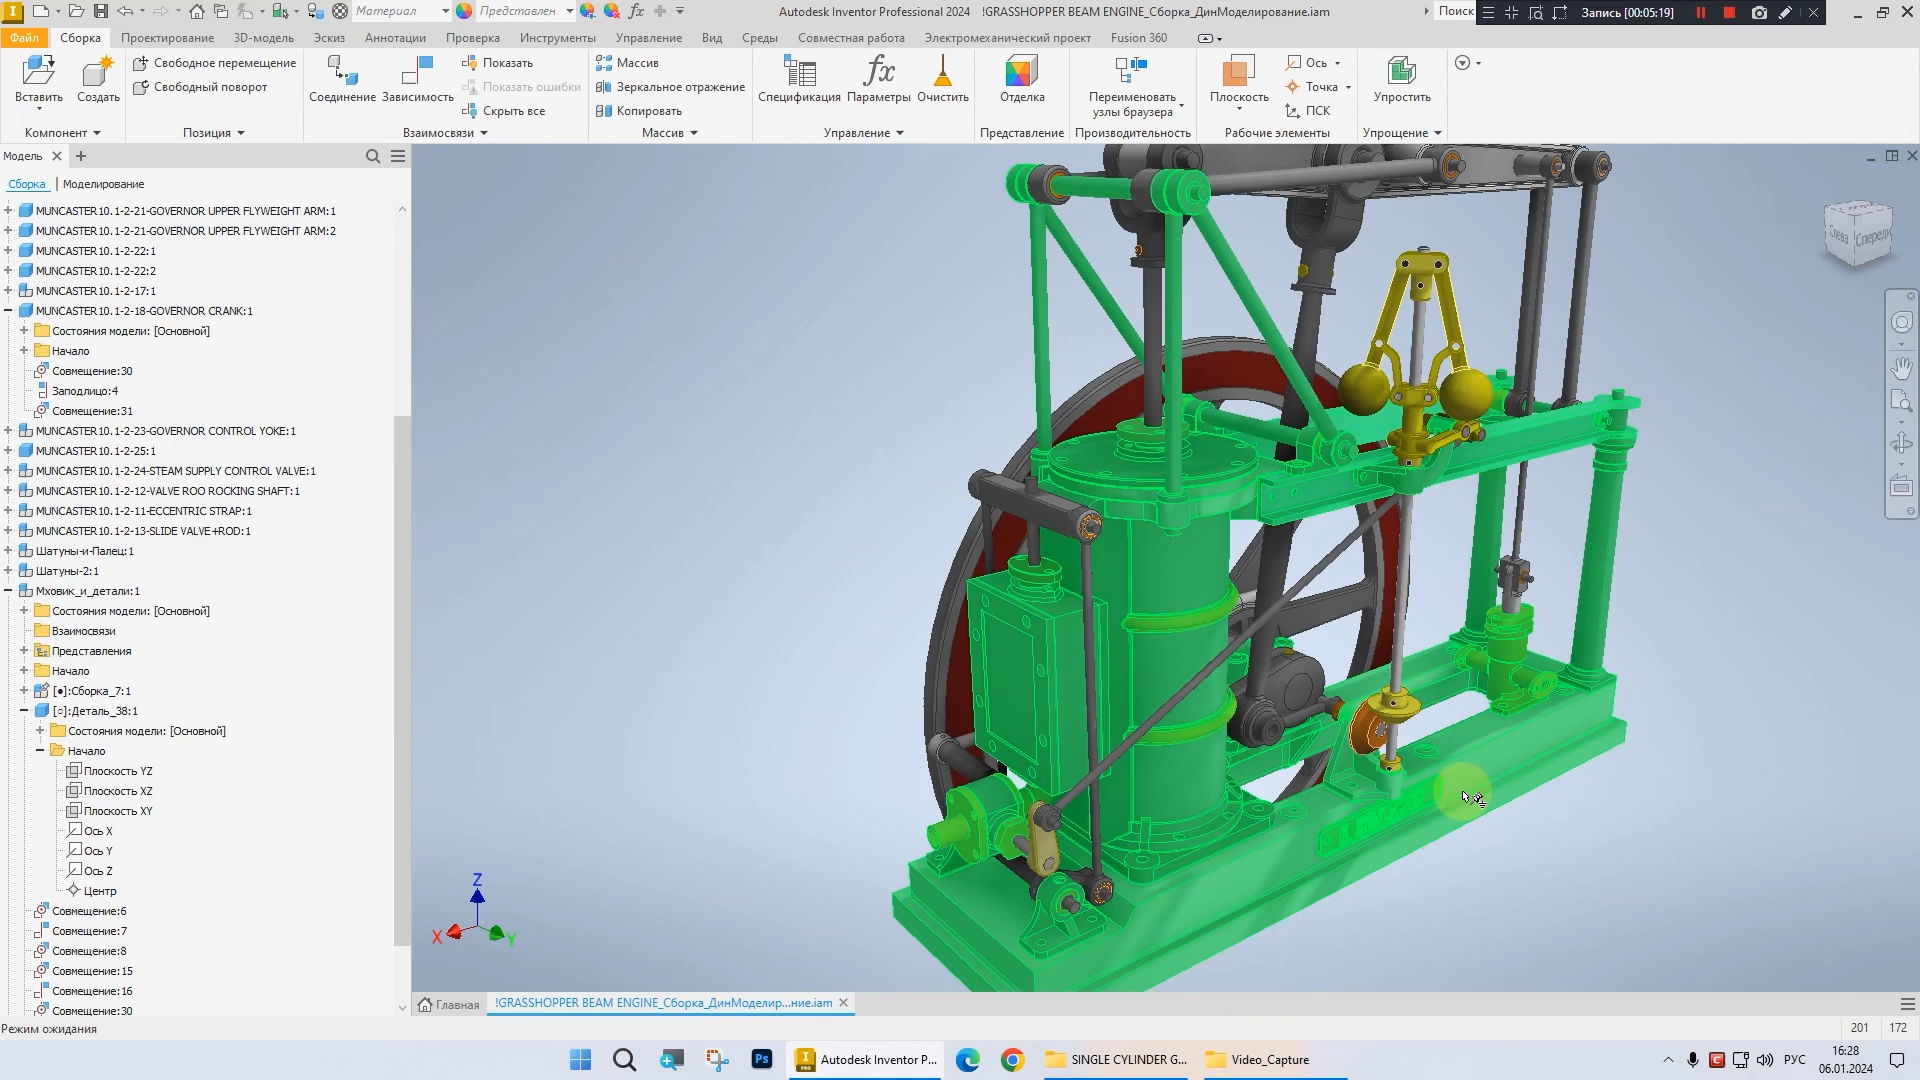 Материал
Представлен
Autodesk Inventor Professional 2024   !GRASSHOPPER BEAM ENGINE_Сборка_ДинМоделирование.iam
Поиск
Запись [00:05:19]
Файл
Сборка
Проектирование
3D-модель
Эскиз
Аннотации
Проверка
Инструменты
Управление
Вид
Среды
Совместная работа
Электромеханический проект
Fusion 360
Вставить
Создать
Свободное перемещение
Свободный поворот
Соединение
Зависимость
Показать
Показать ошибки
Скрыть все
Массив
Зеркальное отражение
Копировать
Спецификация
Параметры
Очистить
Отделка
Переименовать
узлы браузера
Плоскость
Ось
Точка
ПСК
Упростить
Компонент
Позиция
Взаимосвязи
Массив
Управление
Представление
Производительность
Рабочие элементы
Упрощение
Модель
Сборка
Моделирование
MUNCASTER10.1-2-21-GOVERNOR UPPER FLYWEIGHT ARM:1
MUNCASTER10.1-2-21-GOVERNOR UPPER FLYWEIGHT ARM:2
MUNCASTER10.1-2-22:1
MUNCASTER10.1-2-22:2
MUNCASTER10.1-2-17:1
MUNCASTER10.1-2-18-GOVERNOR CRANK:1
Состояния модели: [Основной]
Начало
Совмещение:30
Заподлицо:4
Совмещение:31
MUNCASTER10.1-2-23-GOVERNOR CONTROL YOKE:1
MUNCASTER10.1-2-25:1
MUNCASTER10.1-2-24-STEAM SUPPLY CONTROL VALVE:1
MUNCASTER10.1-2-12-VALVE ROO ROCKING SHAFT:1
MUNCASTER10.1-2-11-ECCENTRIC STRAP:1
MUNCASTER10.1-2-13-SLIDE VALVE+ROD:1
Шатуны-и-Палец:1
Шатуны-2:1
Мховик_и_детали:1
Состояния модели: [Основной]
Взаимосвязи
Представления
Начало
[●]:Сборка_7:1
[○]:Деталь_38:1
Состояния модели: [Основной]
Начало
Плоскость YZ
Плоскость XZ
Плоскость XY
Ось X
Ось Y
Ось Z
Центр
Совмещение:6
Совмещение:7
Совмещение:8
Совмещение:15
Совмещение:16
Совмещение:30
Слева
Спереди
Z
X
Y
Главная
!GRASSHOPPER BEAM ENGINE_Сборка_ДинМоделир...ние.iam
Режим ожидания
201
172
Autodesk Inventor P...
SINGLE CYLINDER G...
Video_Capture
РУС
16:28
06.01.2024